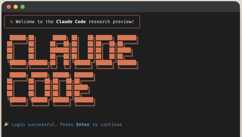 * Welcome to the Claude Code research preview!
CLAUDE
CODE
Login successful. Press Enter to continue